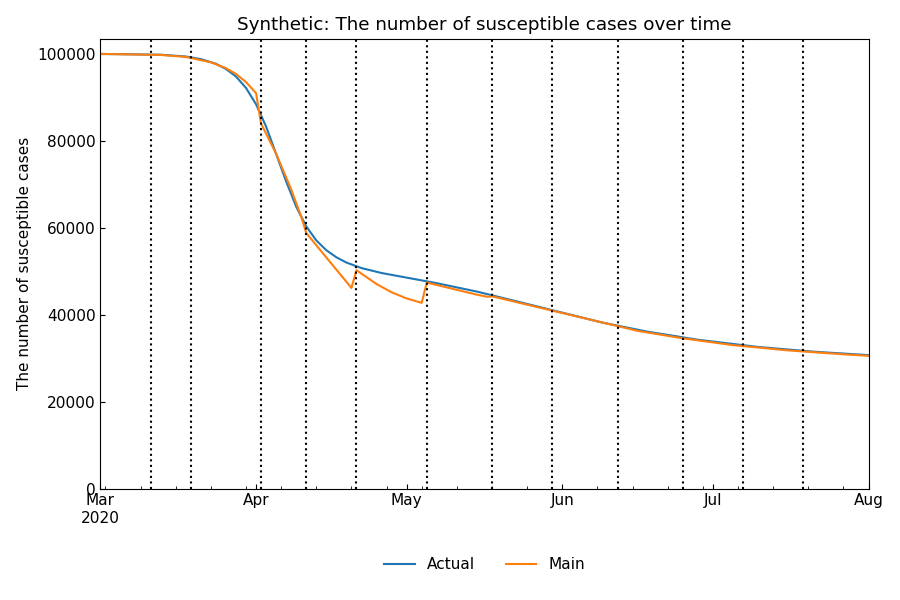 Synthetic: The number of susceptible cases over time
The number of susceptible cases
100000
80000
60000
40000
20000
0
Mar Apr May Jun Jul Aug
2020
Actual Main